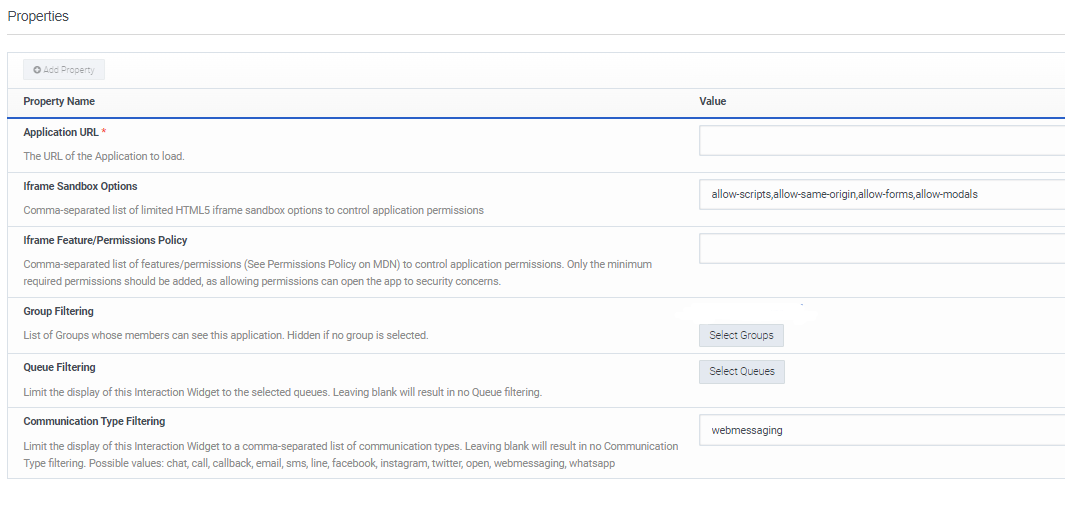 Properties
Add Property
Property Name Value
Application URL *
The URL of the Application to load.
Iframe Sandbox Options
allow-scripts,allow-same-origin,allow-forms,allow-modals
Comma-separated list of limited HTML5 iframe sandbox options to control application permissions
Iframe Feature/Permissions Policy
Comma-separated list of features/permissions (See Permissions Policy on MDN) to control application permissions. Only the minimum
required permissions should be added, as allowing permissions can open the app to security concerns.
Group Filtering
List of Groups whose members can see this application. Hidden if no group is selected.
Select Groups
Queue Filtering
Select Queues
Limit the display of this Interaction Widget to the selected queues. Leaving blank will result in no Queue filtering.
Communication Type Filtering
webmessaging
Limit the display of this Interaction Widget to a comma-separated list of communication types. Leaving blank will result in no Communication
Type filtering. Possible values: chat, call, callback, email, sms, line, facebook, instagram, twitter, open, webmessaging, whatsapp